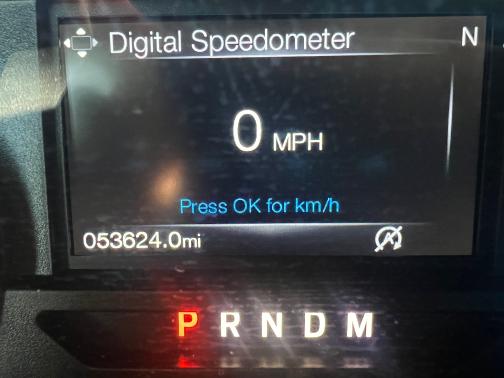 Digital Speedometer N
0 MPH
Press OK for km/h
053624.0mi
P R N D M